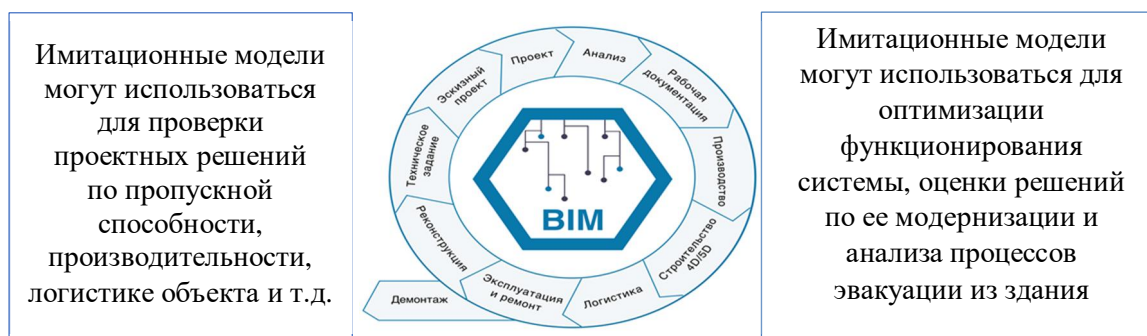 Имитационные модели
могут использоваться
для проверки
проектных решений
по пропускной
способности,
производительности,
логистике объекта и т.д.
Техническое
задание
Эскизный
проект
Проект
Анализ
Рабочая
документация
Производство
Строительство
4D/5D
Логистика
Эксплуатация
и ремонт
Реконструкция
Демонтаж
BIM
Имитационные модели
могут использоваться для
оптимизации
функционирования
системы, оценки решений
по ее модернизации и
анализа процессов
эвакуации из здания